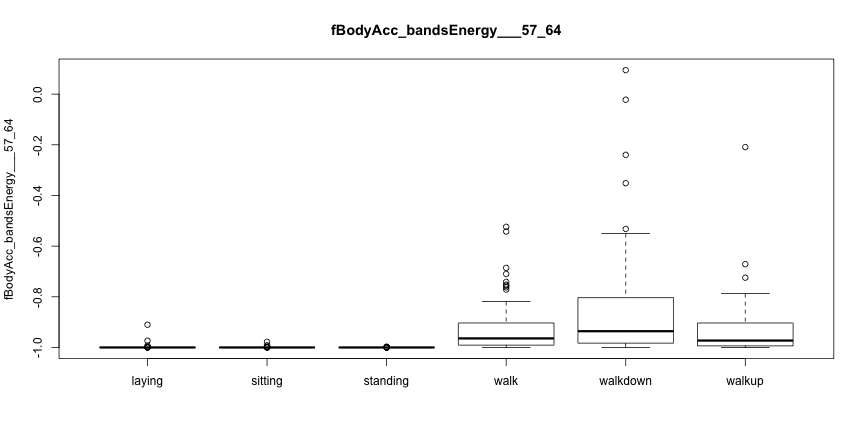 fBodyAcc_bandsEnergy___57_64
fBodyAcc_bandsEnergy___57_64
0.0
-0.2
-0.4
-0.6
-0.8
-1.0
laying sitting standing walk walkdown walkup